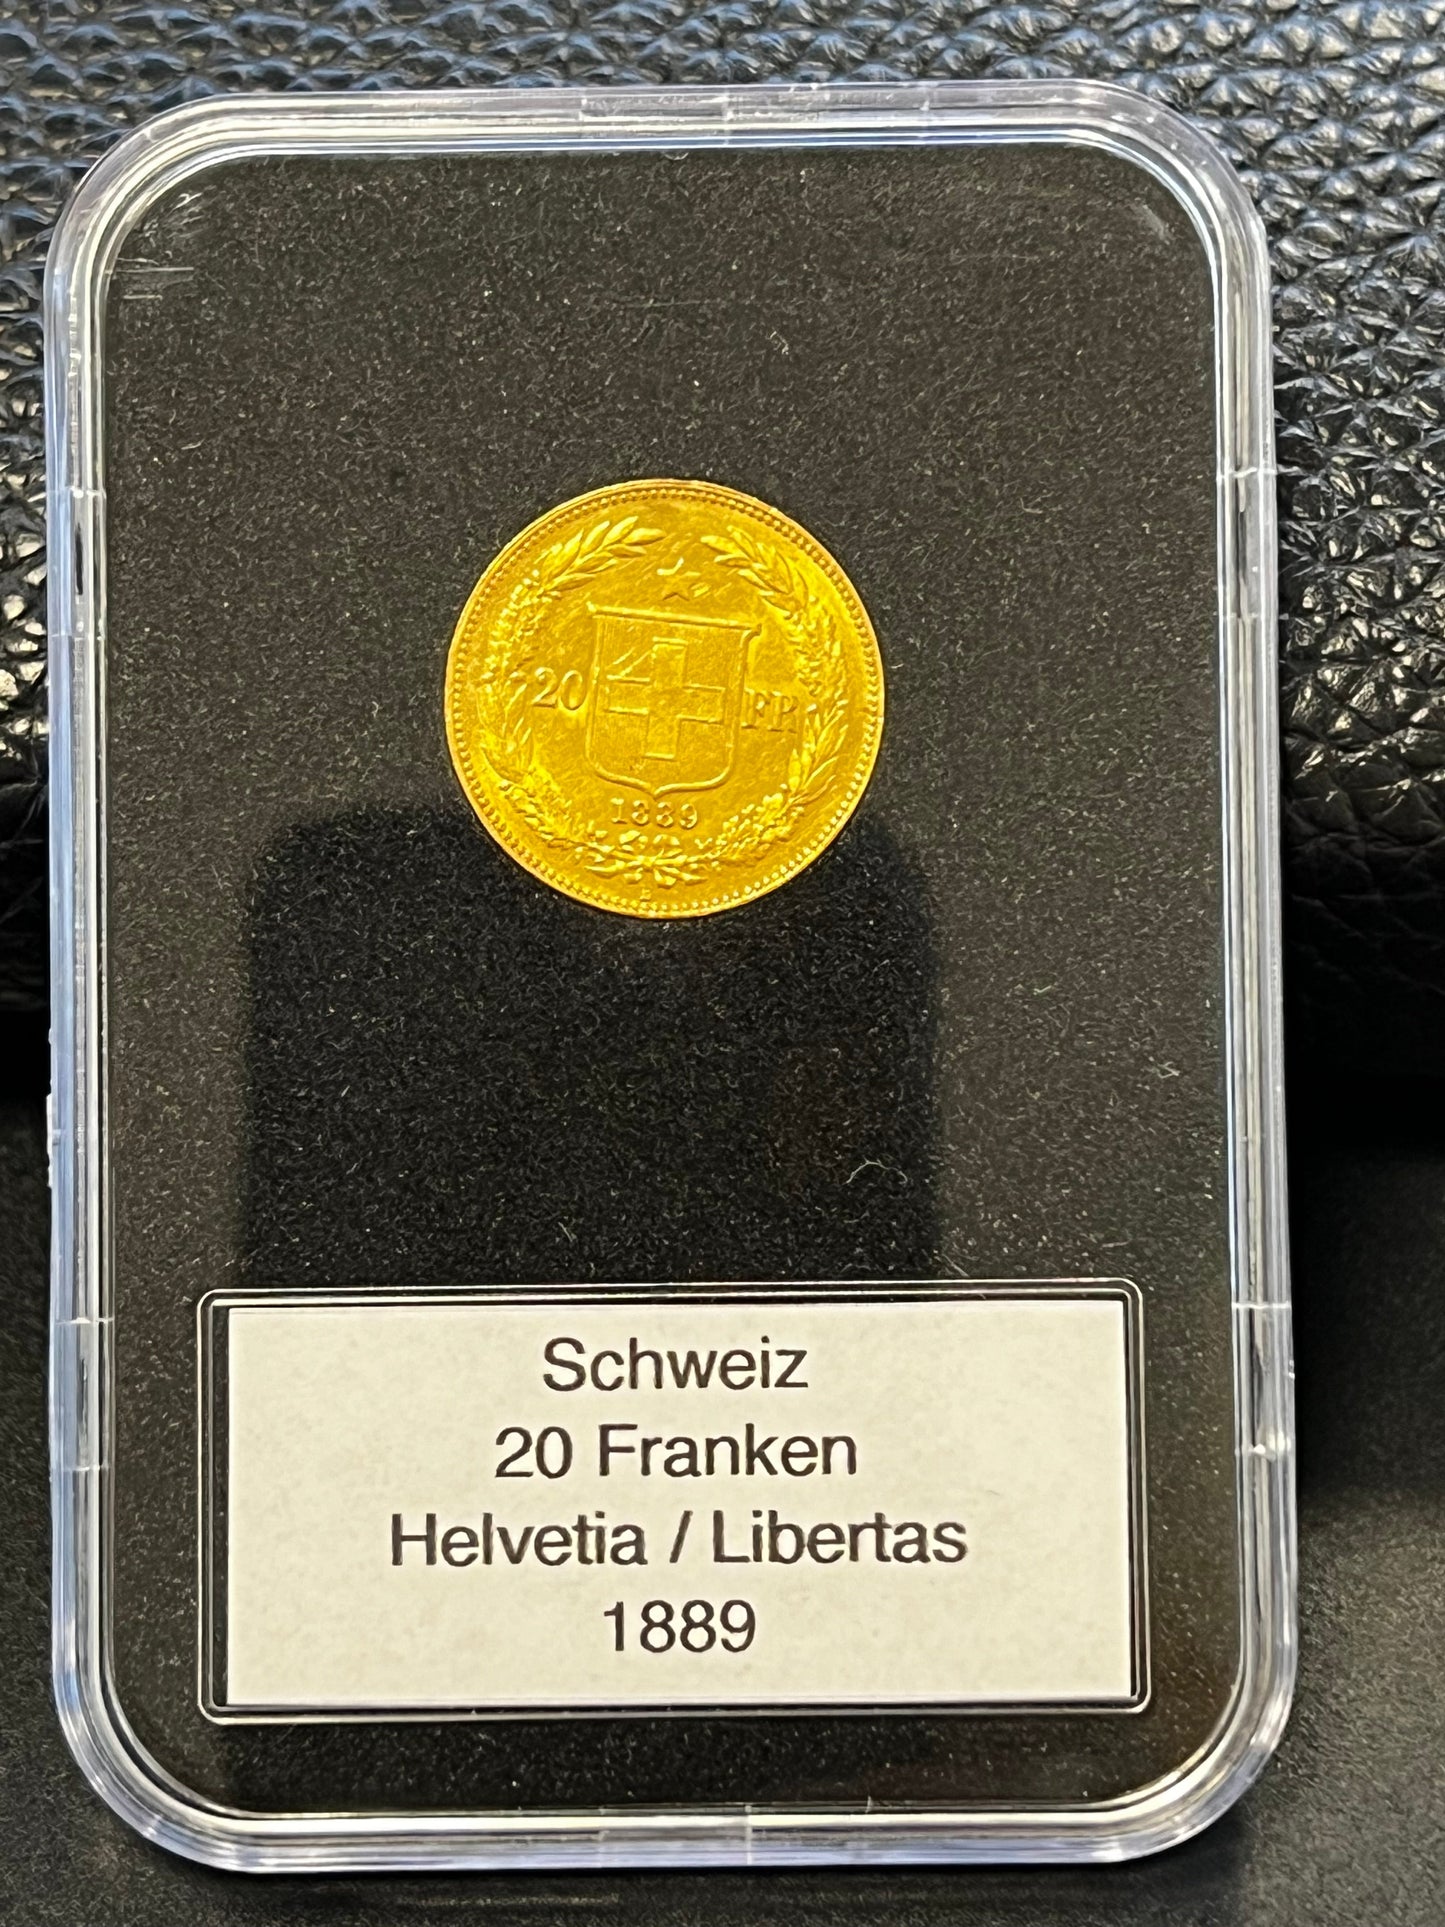 20 FR
1889
B
Schweiz
20 Franken
Helvetia / Libertas
1889